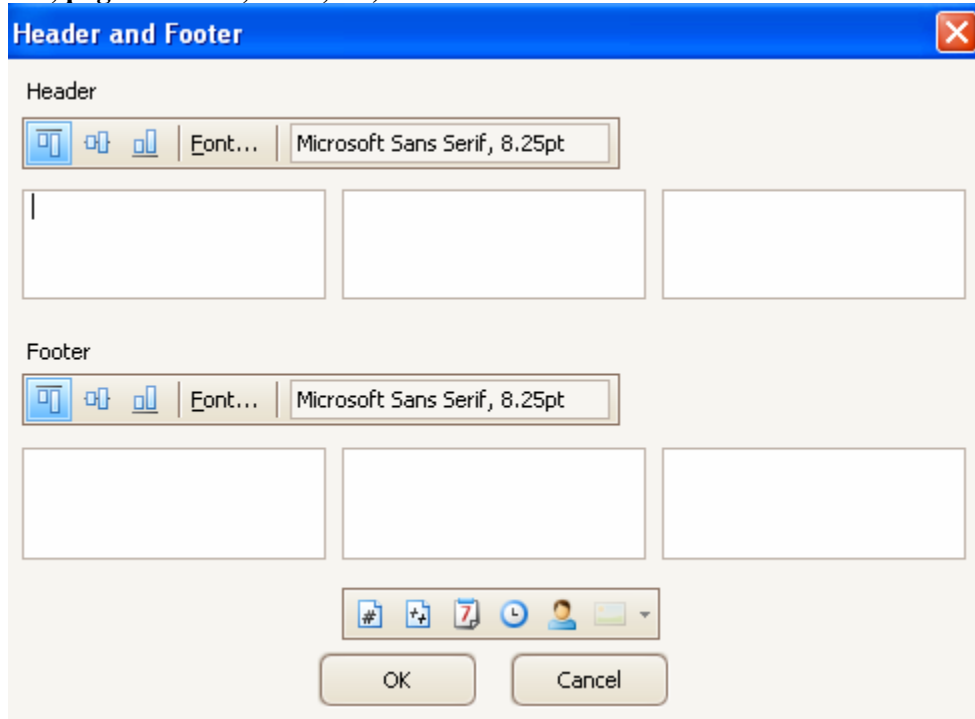 Header and Footer
Header
Font... Microsoft Sans Serif, 8.25pt
Footer
Font... Microsoft Sans Serif, 8.25pt
# 7
OK Cancel